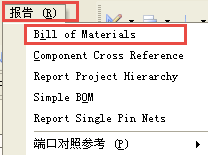 报告 (R)
Bill of Materials
Component Cross Reference
Report Project Hierarchy
Simple BOM
Report Single Pin Nets
端口对照参考 (P)